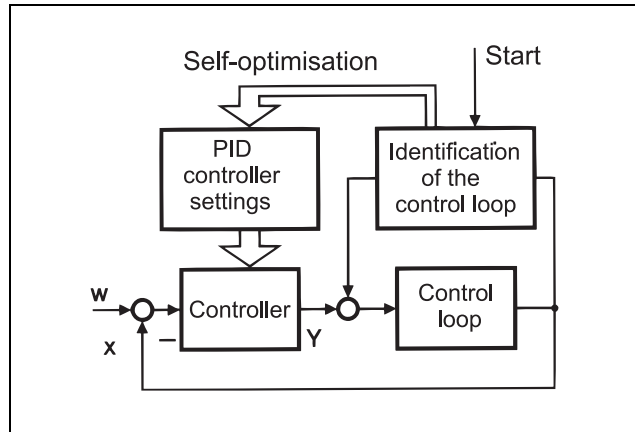 Self-optimisation
Start
PID
controller
settings
Identification
of the
control loop
w
x
−
Controller
Y
Control
loop